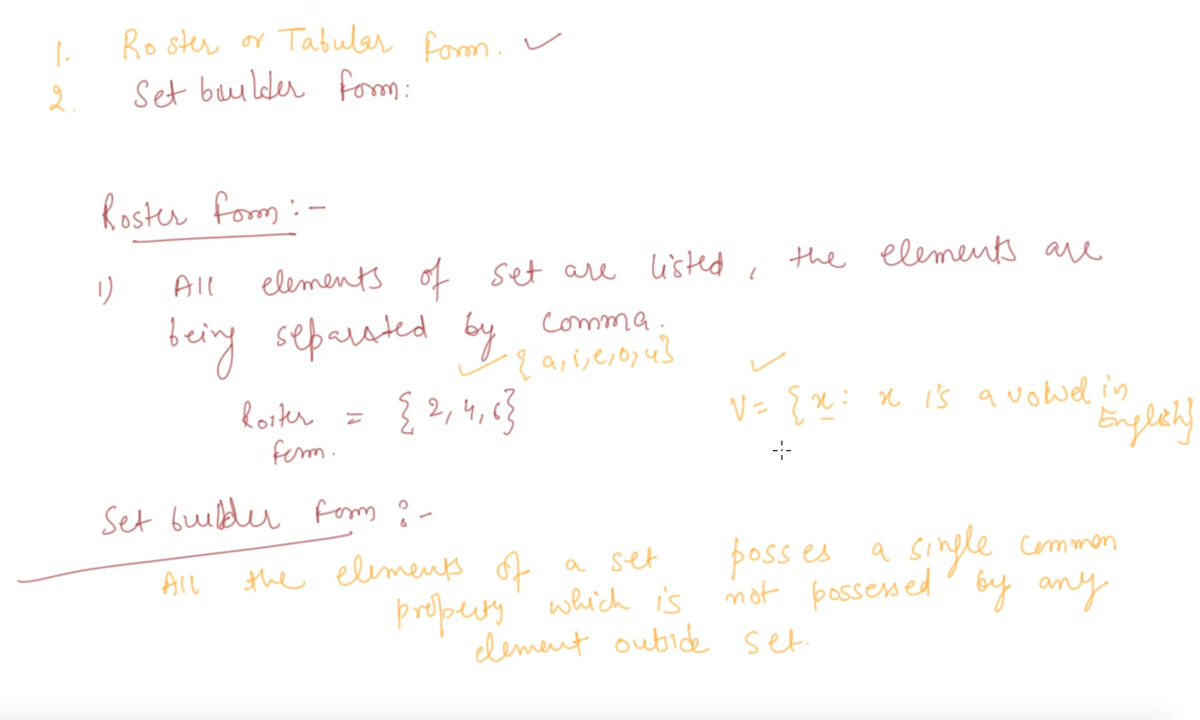 1. Roster or Tabular form.
2. Set builder form:
Roster form :-
1) All elements of set are listed, the elements are
being separated by comma.
{ a, i, e, o, u}
Roster form. = { 2, 4, 6}
V = { x : x is a vowel in English}
Set builder form :-
All the elements of a set posses a single common
property which is not possessed by any
element outside set.